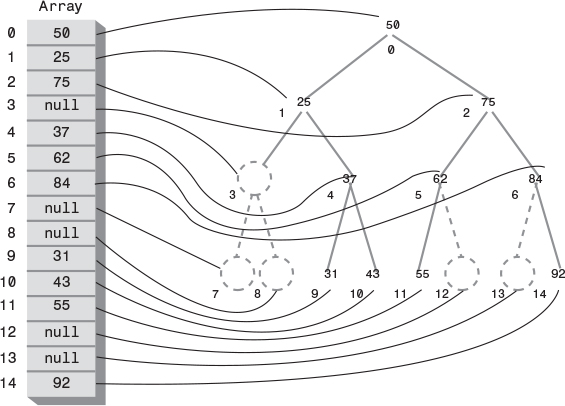 Array
0 50
1 25
2 75
3 null
4 37
5 62
6 84
7 null
8 null
9 31
10 43
11 55
12 null
13 null
14 92
50
0
25 75
1 2
37 62 84
3 4 5 6
31 43 55 92
7 8 9 10 11 12 13 14